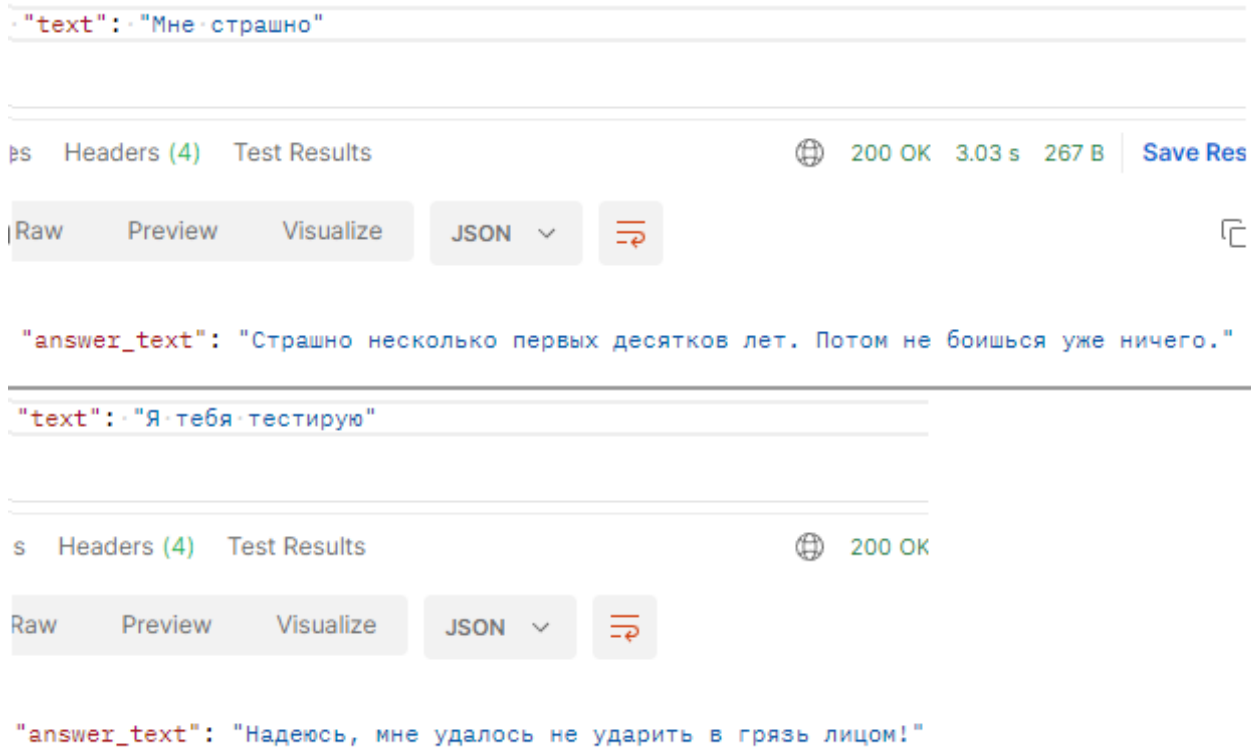 "text": "Мне страшно"
es Headers (4) Test Results 200 OK 3.03 s 267 B Save Res
Raw Preview Visualize JSON
"answer_text": "Страшно несколько первых десятков лет. Потом не боишься уже ничего."
"text": "Я тебя тестирую"
s Headers (4) Test Results 200 OK
Raw Preview Visualize JSON
"answer_text": "Надеюсь, мне удалось не ударить в грязь лицом!"